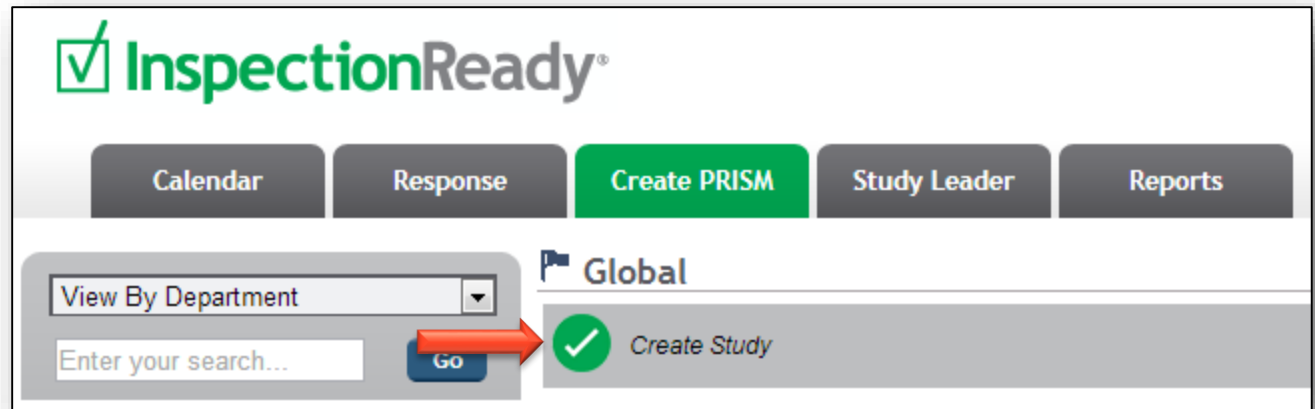 InspectionReady®
Calendar
Response
Create PRISM
Study Leader
Reports
View By Department
Enter your search...
Go
Global
Create Study